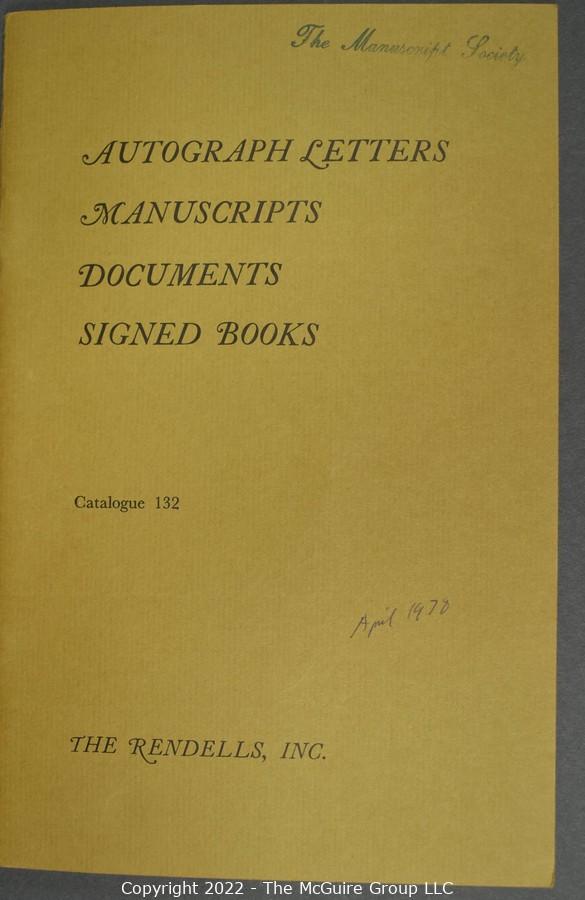 The Manuscript Society
AUTOGRAPH LETTERS
MANUSCRIPTS
DOCUMENTS
SIGNED BOOKS
Catalogue 132
April 1978
THE RENDELLS, INC.
Copyright 2022 - The McGuire Group LLC